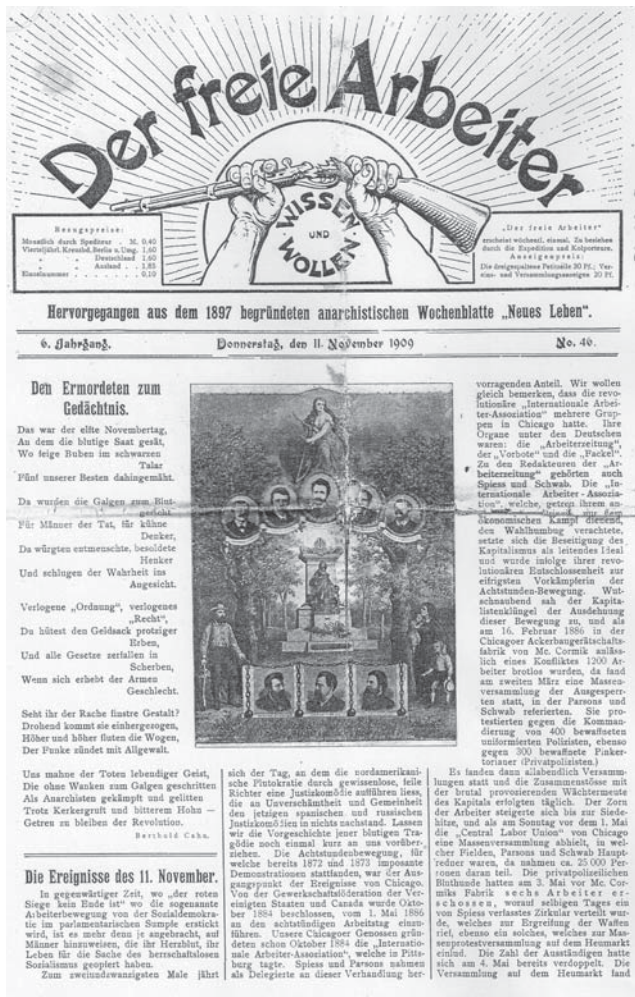 Der freie Arbeiter
WISSEN
UND
WOLLEN
Bezugspreise:
Monatlich durch Spediteur M. 0,40
Vierteljährl. Kreuzbd. Berlin u. Umg. 1,60
" " Deutschland 1,60
" " Ausland . . 1,85
Einzelnummer . . . . . . . 0,10
„Der freie Arbeiter“
erscheint wöchentl. einmal. Zu beziehen
durch die Expedition und Kolporteure.
Anzeigenpreis:
Die dreigespaltene Petitzeile 30 Pf.; Ver-
eins- und Versammlungsanzeigen 20 Pf.
Hervorgegangen aus dem 1897 begründeten anarchistischen Wochenblatte „Neues Leben“.
6. Jahrgang. Donnerstag, den 11. November 1909 No. 46.
Den Ermordeten zum
Gedächtnis.
Das war der elfte Novembertag,
An dem die blutige Saat gesät,
Wo feige Buben im schwarzen
Talar
Fünf unserer Besten dahingemäht.
Da wurden die Galgen zum Blut-
gericht
Für Männer der Tat, für kühne
Denker,
Da würgten entmenschte, besoldete
Henker
Und schlugen der Wahrheit ins
Angesicht.
Verlogene „Ordnung“, verlogenes
„Recht“,
Du hütest den Geldsack protziger
Erben,
Und alle Gesetze zerfallen in
Scherben,
Wenn sich erhebt der Armen
Geschlecht.
Seht ihr der Rache finstre Gestalt?
Drohend kommt sie einhergezogen,
Höher und höher fluten die Wogen,
Der Funke zündet mit Allgewalt.
Uns mahne der Toten lebendiger Geist,
Die ohne Wanken zum Galgen geschritten
Als Anarchisten gekämpft und gelitten
Trotz Kerkergruft und bitterem Hohn —
Getreu zu bleiben der Revolution.
Berthold Cahn.
Die Ereignisse des 11. November.
In gegenwärtiger Zeit, wo „der roten
Siege kein Ende ist“ wo die sogenannte
Arbeiterbewegung von der Sozialdemokra-
tie im parlamentarischen Sumpfe erstickt
wird, ist es mehr denn je angebracht, auf
Männer hinzuweisen, die ihr Herzblut, ihr
Leben für die Sache des herrschaftslosen
Sozialismus geopfert haben.
Zum zweiundzwanzigsten Male jährt
sich der Tag, an dem die nordamerikani-
sche Plutokratie durch gewissenlose, feile
Richter eine Justizkomödie aufführen liess,
die an Unverschämtheit und Gemeinheit
den jetzigen spanischen und russischen
Justizkomödien in nichts nachstand. Lassen
wir die Vorgeschichte jener blutigen Tra-
gödie noch einmal kurz an uns vorüber-
ziehen. Die Achtstundenbewegung, für
welche bereits 1872 und 1873 imposante
Demonstrationen stattfanden, war der Aus-
gangspunkt der Ereignisse von Chicago.
Von der Gewerkschaftsföderation der Ver-
einigten Staaten und Canada wurde Okto-
ber 1884 beschlossen, vom 1. Mai 1886
an den achtstündigen Arbeitstag einzu-
führen. Unsere Chicagoer Genossen grün-
deten schon Oktober 1884 die „Internatio-
nale Arbeiter-Assoziation“, welche in Pitts-
burg tagte. Spiess und Parsons nahmen
als Delegierte an dieser Verhandlung her-
vorragenden Anteil. Wir wollen
gleich bemerken, dass die revo-
lutionäre „Internationale Arbei-
ter-Assoziation“ mehrere Grup-
pen in Chicago hatte. Ihre
Organe unter den Deutschen
waren: die „Arbeiterzeitung“,
der „Vorbote“ und die „Fackel“.
Zu den Redakteuren der „Ar-
beiterzeitung“ gehörten auch
Spiess und Schwab. Die „In-
ternationale Arbeiter-Assozia-
tion“, welche, getreu ihrem
ökonomischen Kampf dienend,
den Wahlhumbug verachtete,
setzte sich die Beseitigung des
Kapitalismus als leitendes Ideal
und wurde infolge ihrer revo-
lutionären Entschlossenheit zur
eifrigsten Vorkämpferin der
Achtstunden-Bewegung. Wut-
schnaubend sah der Kapita-
listenklüngel der Ausdehnung
dieser Bewegung zu, und als
am 16. Februar 1886 in der
Chicagoer Ackerbaugerätschafts-
fabrik von Mc. Cormik anläss-
lich eines Konfliktes 1200 Ar-
beiter brotlos wurden, da fand
am zweiten März eine Massen-
versammlung der Ausgesperr-
ten statt, in der Parsons und
Schwab referierten. Sie pro-
testierten gegen die Komman-
dierung von 400 bewaffneten
uniformierten Polizisten, ebenso
gegen 300 bewaffnete Pinker-
tonianer (Privatpolizisten.)
Es fanden dann allabendlich Versamm-
lungen statt und die Zusammenstösse mit
der brutal provozierenden Wächtermeute
des Kapitals erfolgten täglich. Der Zorn
der Arbeiter steigerte sich bis zur Siede-
hitze, und als am Sonntag vor dem 1. Mai
die „Central Labor Union“ von Chicago
eine Massenversammlung abhielt, in wel-
cher Fielden, Parsons und Schwab Haupt-
redner waren, da nahmen ca. 25 000 Per-
sonen daran teil. Die privatpolizeilichen
Bluthunde hatten am 3. Mai vor Mc. Cor-
miks Fabrik sechs Arbeiter er-
schossen, worauf selbigen Tages ein
von Spiess verfasstes Zirkular verteilt wur-
de, welches zur Ergreifung der Waffen
rief, ebenso ein solches, welches zur Mas-
senprotestversammlung auf dem Heumarkt
einlud. Die Zahl der Ausständigen hatte
sich am 4. Mai bereits verdoppelt. Die
Versammlung auf dem Heumarkt fand